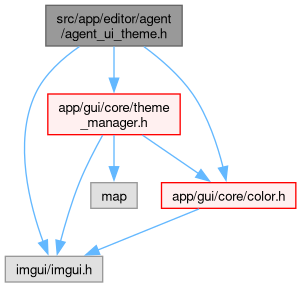 src/app/editor/agent
/agent_ui_theme.h
app/gui/core/theme
_manager.h
map
app/gui/core/color.h
imgui/imgui.h